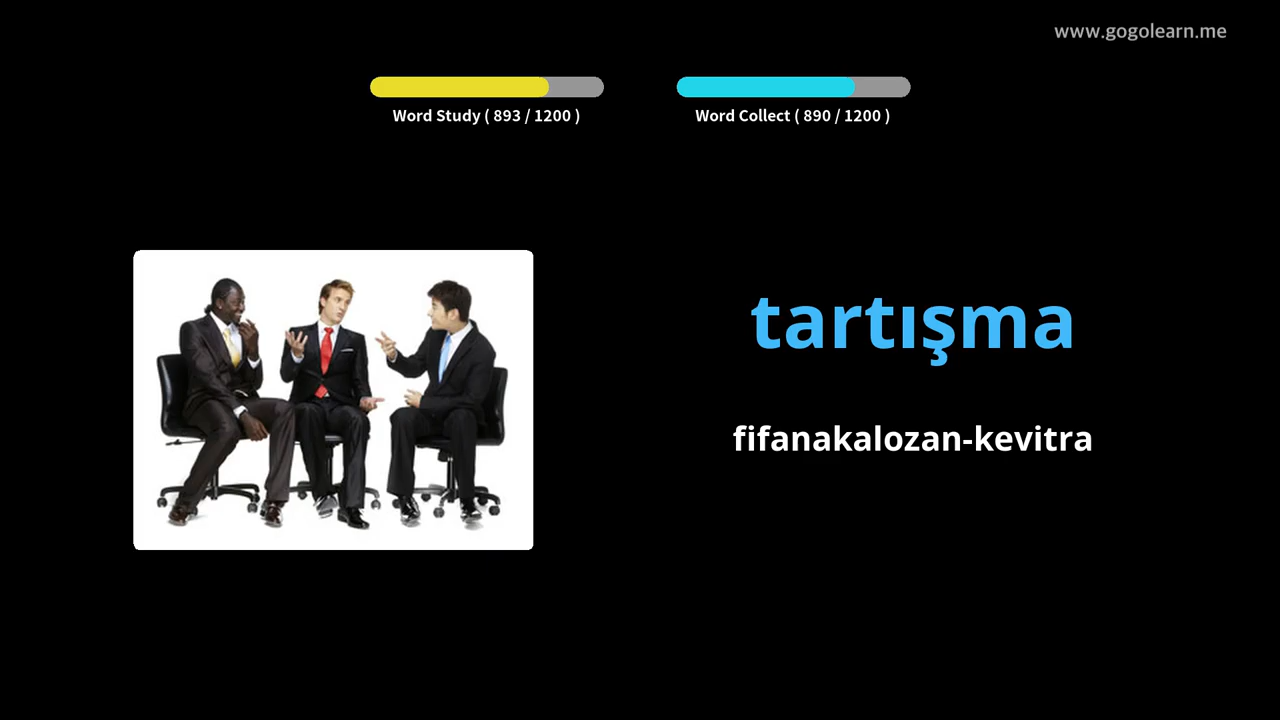 www.gogolearn.me
Word Study ( 893 / 1200 )
Word Collect ( 890 / 1200 )
tartışma
fifanakalozan-kevitra